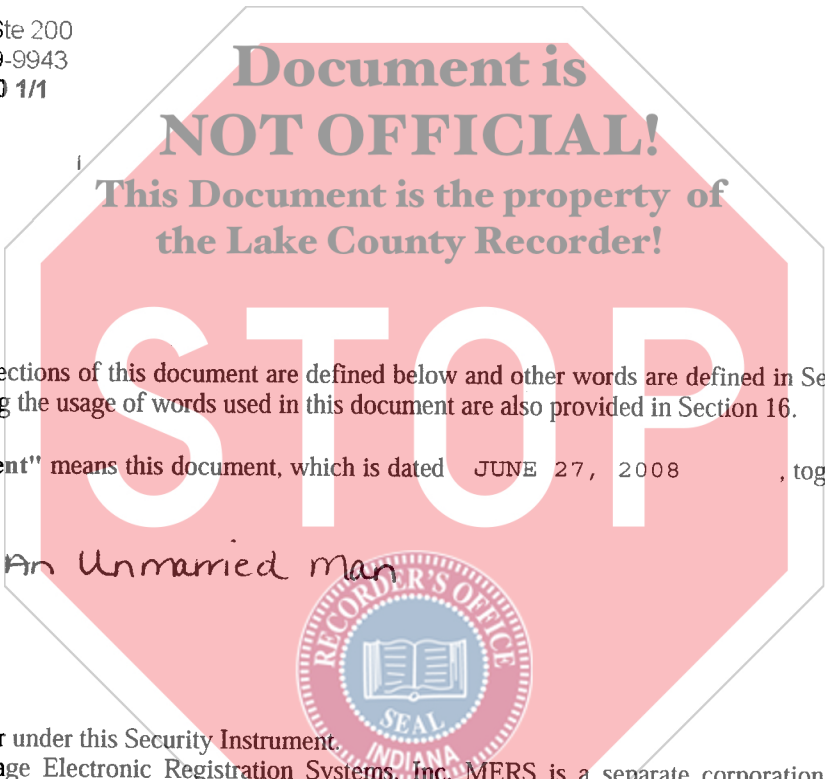 Ste 200
9-9943
0 1/1
Document is
NOT OFFICIAL!
This Document is the property of
the Lake County Recorder!
STOP
ections of this document are defined below and other words are defined in Se
g the usage of words used in this document are also provided in Section 16.
ent" means this document, which is dated JUNE 27, 2008 , tog
An Unmarried Man
RECORDER'S OFFICE
SEAL
INDIANA
r under this Security Instrument.
age Electronic Registration Systems, Inc. MERS is a separate corporation